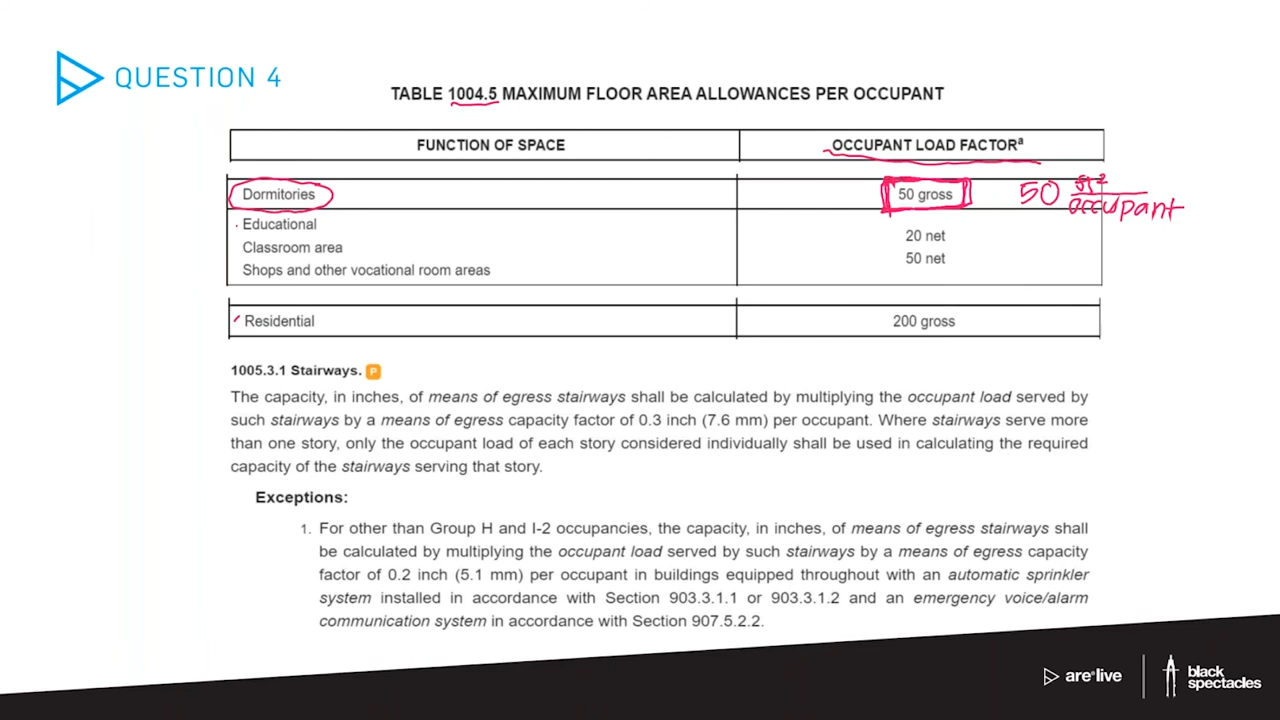 QUESTION 4
TABLE 1004.5 MAXIMUM FLOOR AREA ALLOWANCES PER OCCUPANT
FUNCTION OF SPACE OCCUPANT LOAD FACTORᵃ
Dormitories 50 gross 50 ft²/occupant
Educational
Classroom area 20 net
Shops and other vocational room areas 50 net
Residential 200 gross
1005.3.1 Stairways. P
The capacity, in inches, of means of egress stairways shall be calculated by multiplying the occupant load served by
such stairways by a means of egress capacity factor of 0.3 inch (7.6 mm) per occupant. Where stairways serve more
than one story, only the occupant load of each story considered individually shall be used in calculating the required
capacity of the stairways serving that story.
Exceptions:
1. For other than Group H and I-2 occupancies, the capacity, in inches, of means of egress stairways shall
be calculated by multiplying the occupant load served by such stairways by a means of egress capacity
factor of 0.2 inch (5.1 mm) per occupant in buildings equipped throughout with an automatic sprinkler
system installed in accordance with Section 903.3.1.1 or 903.3.1.2 and an emergency voice/alarm
communication system in accordance with Section 907.5.2.2.
are live
black
spectacles